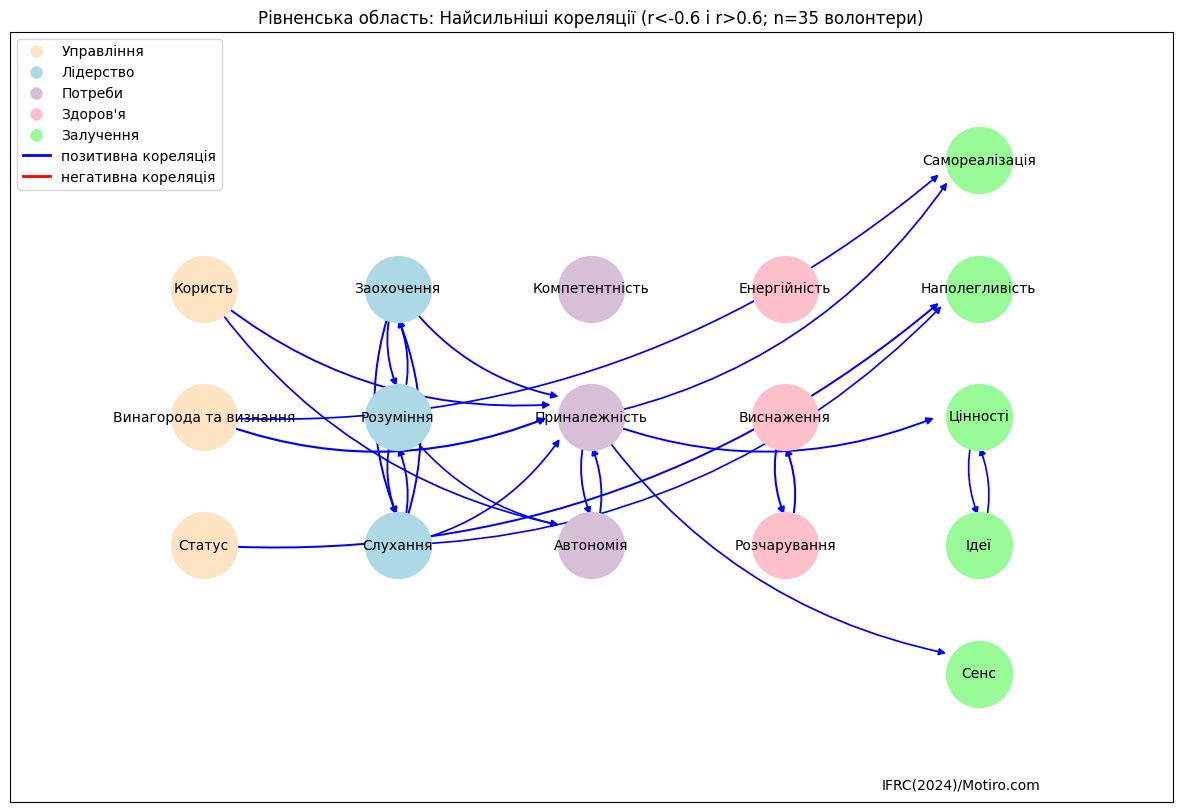 Рівненська область: Найсильніші кореляції (r<-0.6 і r>0.6; n=35 волонтери)
Управління
Лідерство
Потреби
Здоров'я
Залучення
позитивна кореляція
негативна кореляція
Самореалізація
Користь
Заохочення
Компетентність
Енергійність
Наполегливість
Винагорода та визнання
Розуміння
Приналежність
Виснаження
Цінності
Статус
Слухання
Автономія
Розчарування
Ідеї
Сенс
IFRC(2024)/Motiro.com